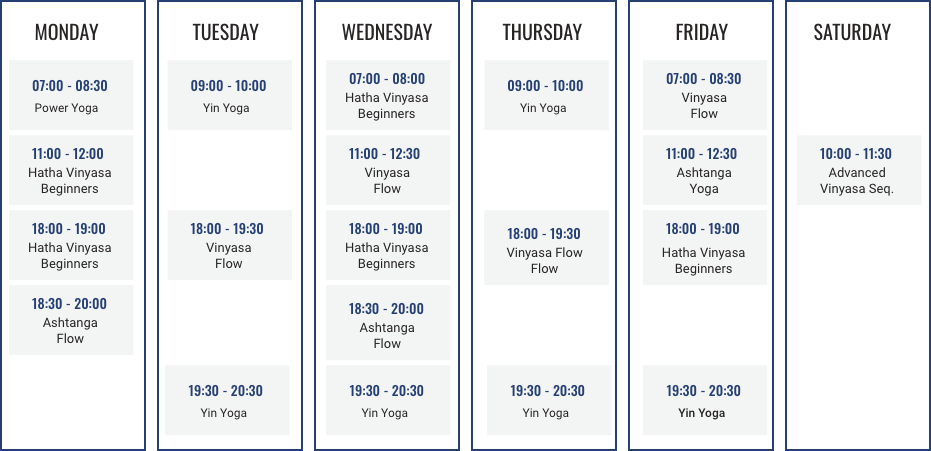 MONDAY
07:00 - 08:30
Power Yoga
11:00 - 12:00
Hatha Vinyasa
Beginners
18:00 - 19:00
Hatha Vinyasa
Beginners
18:30 - 20:00
Ashtanga
Flow
TUESDAY
09:00 - 10:00
Yin Yoga
18:00 - 19:30
Vinyasa
Flow
19:30 - 20:30
Yin Yoga
WEDNESDAY
07:00 - 08:00
Hatha Vinyasa
Beginners
11:00 - 12:30
Vinyasa
Flow
18:00 - 19:00
Hatha Vinyasa
Beginners
18:30 - 20:00
Ashtanga
Flow
19:30 - 20:30
Yin Yoga
THURSDAY
09:00 - 10:00
Yin Yoga
18:00 - 19:30
Vinyasa Flow
Flow
19:30 - 20:30
Yin Yoga
FRIDAY
07:00 - 08:30
Vinyasa
Flow
11:00 - 12:30
Ashtanga
Yoga
18:00 - 19:00
Hatha Vinyasa
Beginners
19:30 - 20:30
Yin Yoga
SATURDAY
10:00 - 11:30
Advanced
Vinyasa Seq.